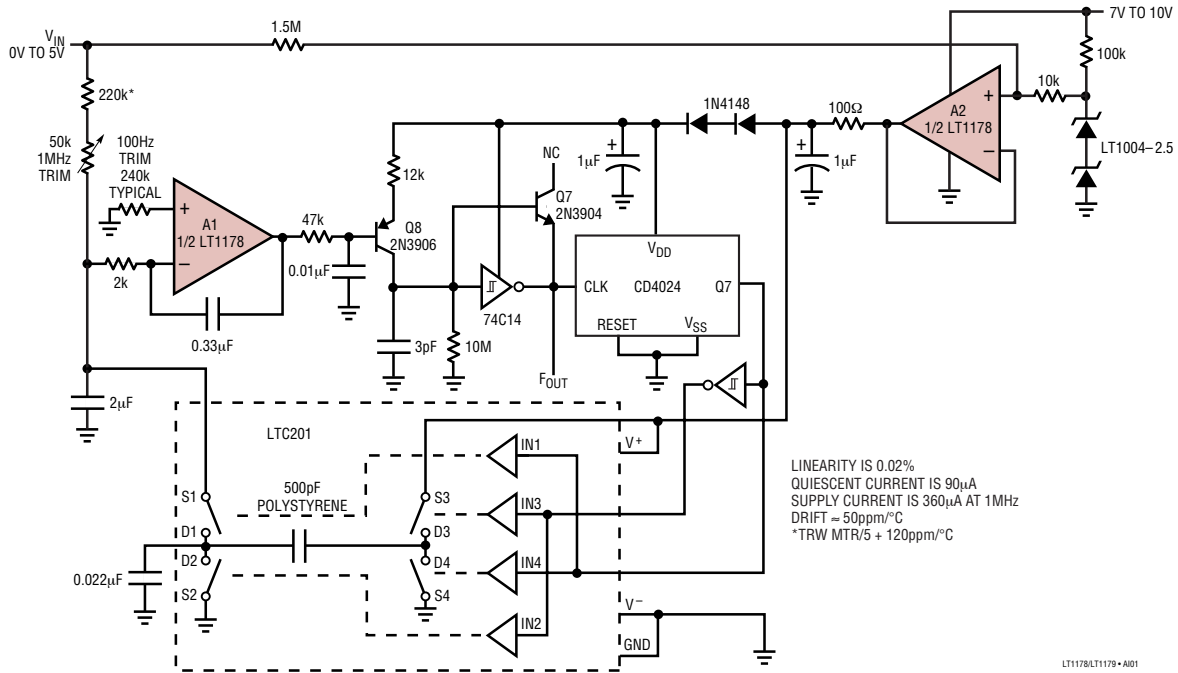 VIN
0V TO 5V
1.5M
7V TO 10V
100k
220k*
10k
A2
1/2 LT1178
+
–
LT1004–2.5
1N4148
100Ω
50k
1MHz
TRIM
100Hz
TRIM
240k
TYPICAL
+
1µF
+
1µF
NC
12k
Q7
2N3904
+
A1
1/2 LT1178
–
47k
Q8
2N3906
0.01µF
2k
0.33µF
VDD
CLK
CD4024
Q7
RESET
VSS
74C14
3pF
10M
FOUT
2µF
LTC201
V+
IN1
S1
500pF
POLYSTYRENE
S3
IN3
D1
D3
D2
D4
IN4
0.022µF
S2
S4
IN2
V–
GND
LINEARITY IS 0.02%
QUIESCENT CURRENT IS 90µA
SUPPLY CURRENT IS 360µA AT 1MHz
DRIFT ≈ 50ppm/°C
*TRW MTR/5 + 120ppm/°C
LT1178/LT1179 • AI01